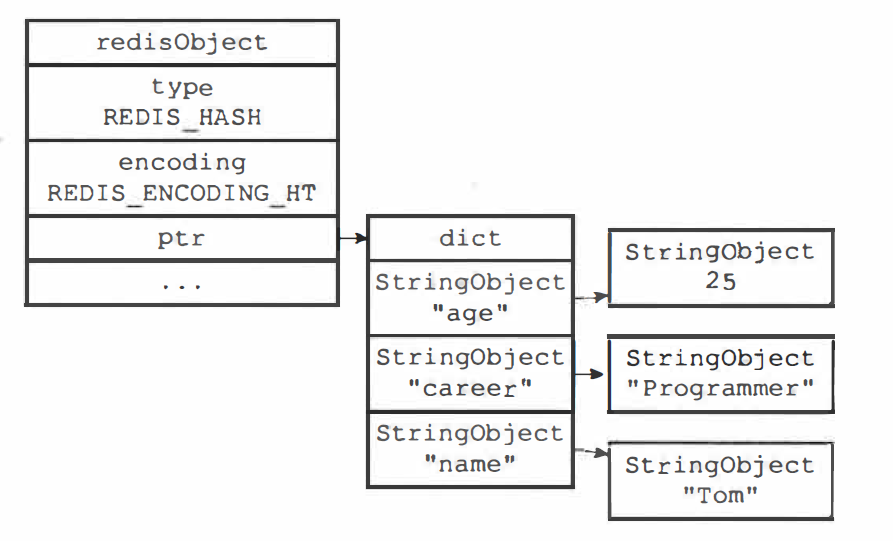 redisObject
type
REDIS_HASH
encoding
REDIS_ENCODING_HT
ptr
...
dict
StringObject
"age"
StringObject
"career"
StringObject
"name"
StringObject
25
StringObject
"Programmer"
StringObject
"Tom"